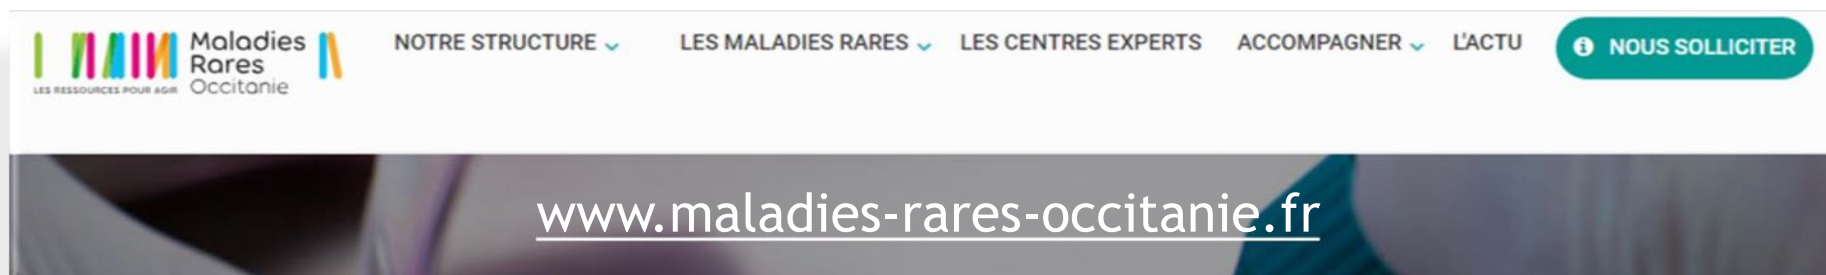 Maladies
Rares
Occitanie
LES RESSOURCES POUR AGIR
NOTRE STRUCTURE
LES MALADIES RARES
LES CENTRES EXPERTS
ACCOMPAGNER
L'ACTU
NOUS SOLLICITER
www.maladies-rares-occitanie.fr